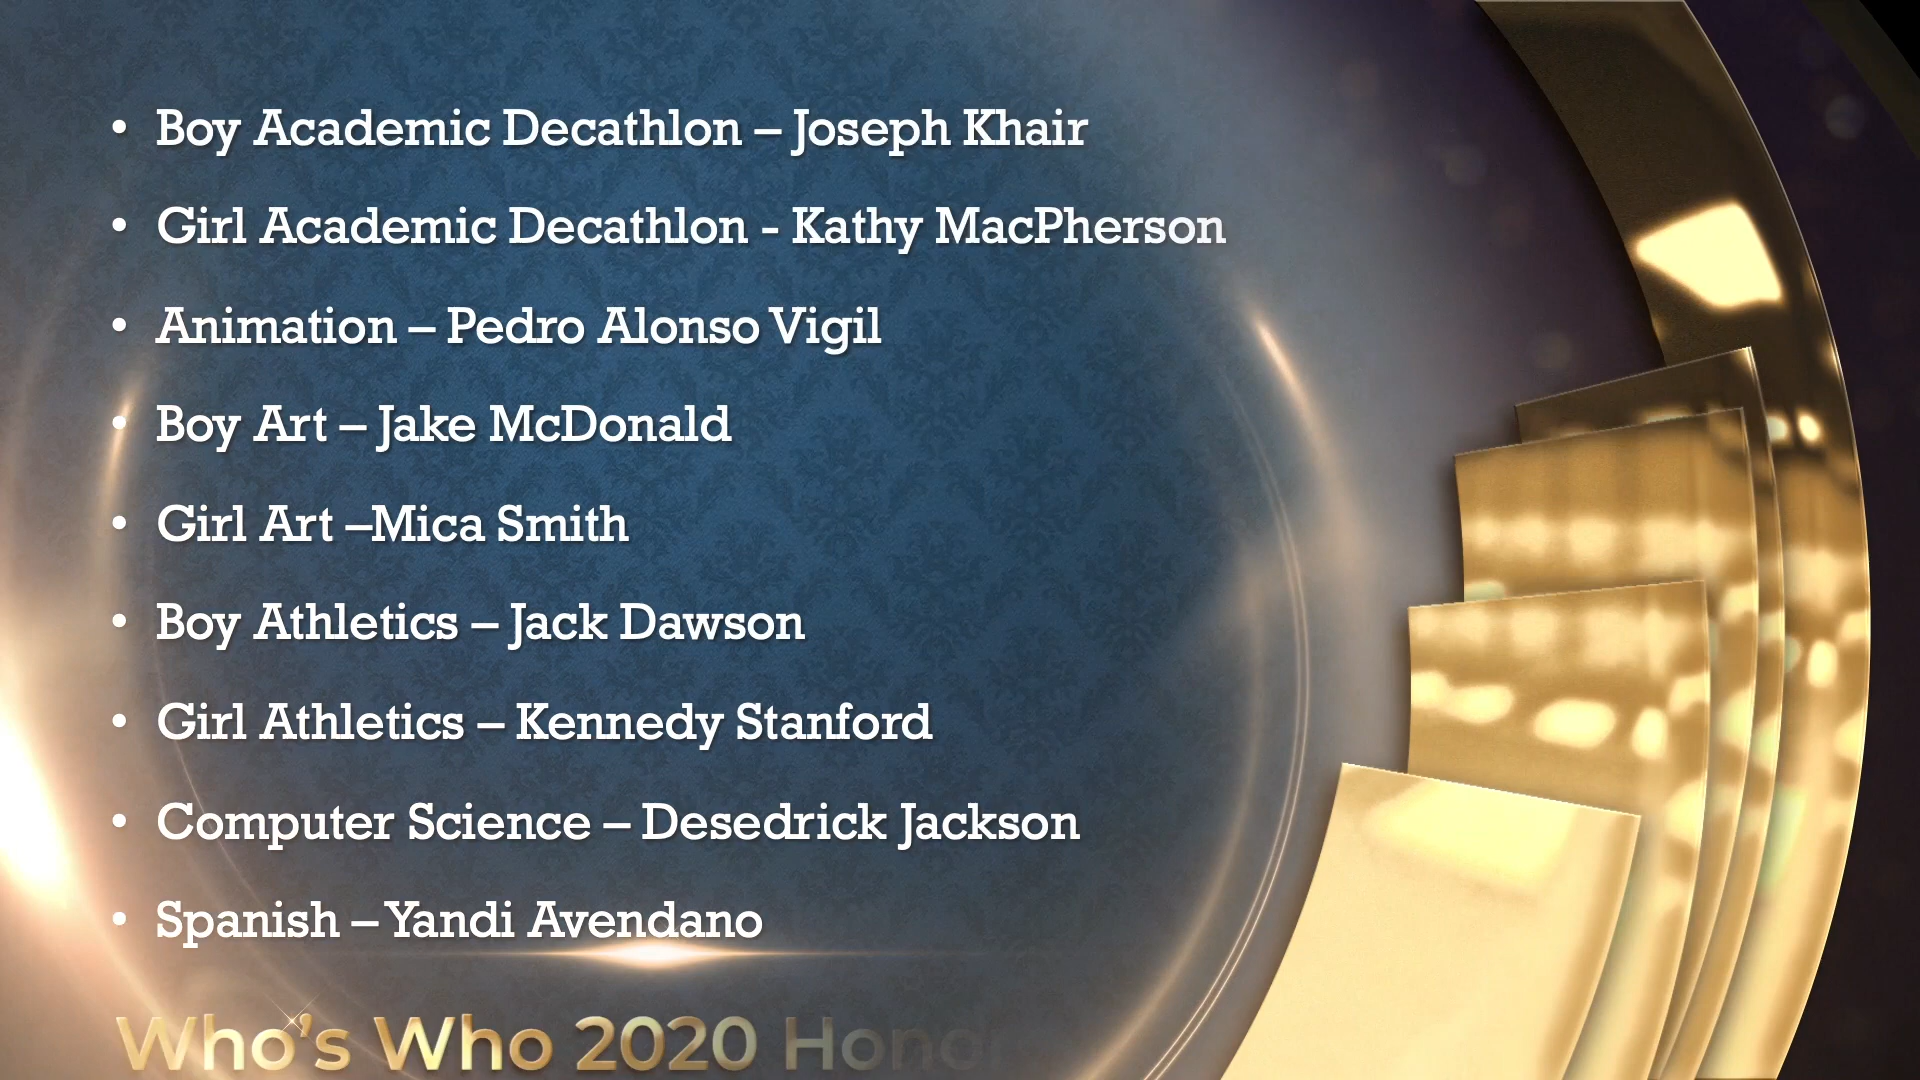 • Boy Academic Decathlon – Joseph Khair
• Girl Academic Decathlon - Kathy MacPherson
• Animation – Pedro Alonso Vigil
• Boy Art – Jake McDonald
• Girl Art –Mica Smith
• Boy Athletics – Jack Dawson
• Girl Athletics – Kennedy Stanford
• Computer Science – Desedrick Jackson
• Spanish – Yandi Avendano
Who's Who 2020